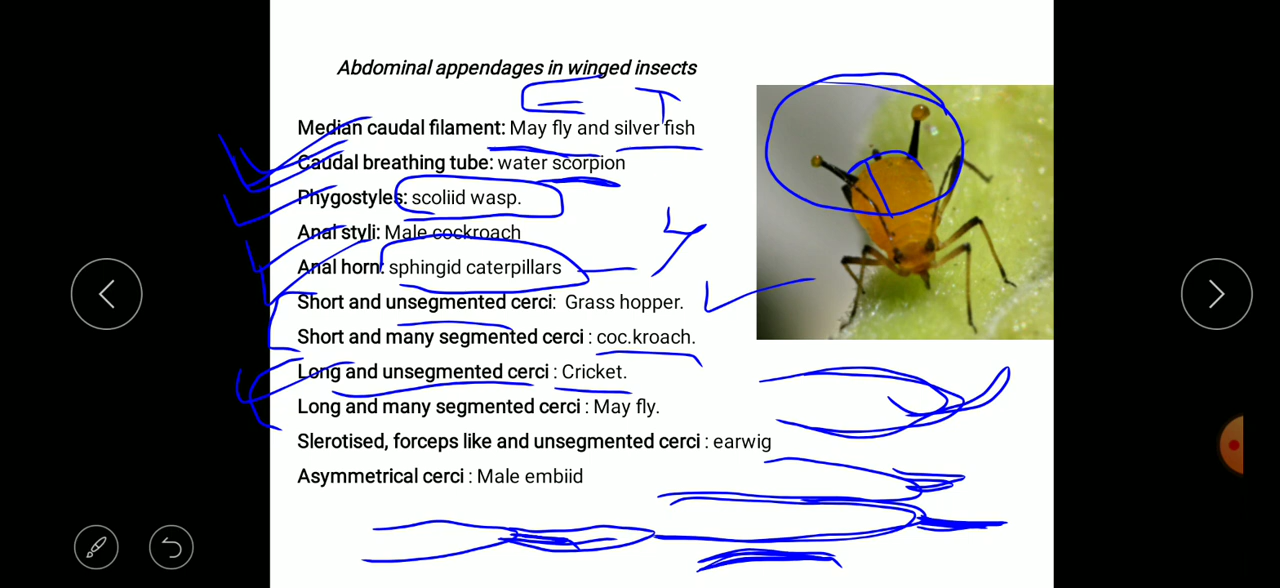 Abdominal appendages in winged insects
Median caudal filament: May fly and silver fish
Caudal breathing tube: water scorpion
Phygostyles: scoliid wasp.
Anal styli: Male cockroach
Anal horn: sphingid caterpillars
Short and unsegmented cerci: Grass hopper.
Short and many segmented cerci : coc.kroach.
Long and unsegmented cerci : Cricket.
Long and many segmented cerci : May fly.
Slerotised, forceps like and unsegmented cerci : earwig
Asymmetrical cerci : Male embiid